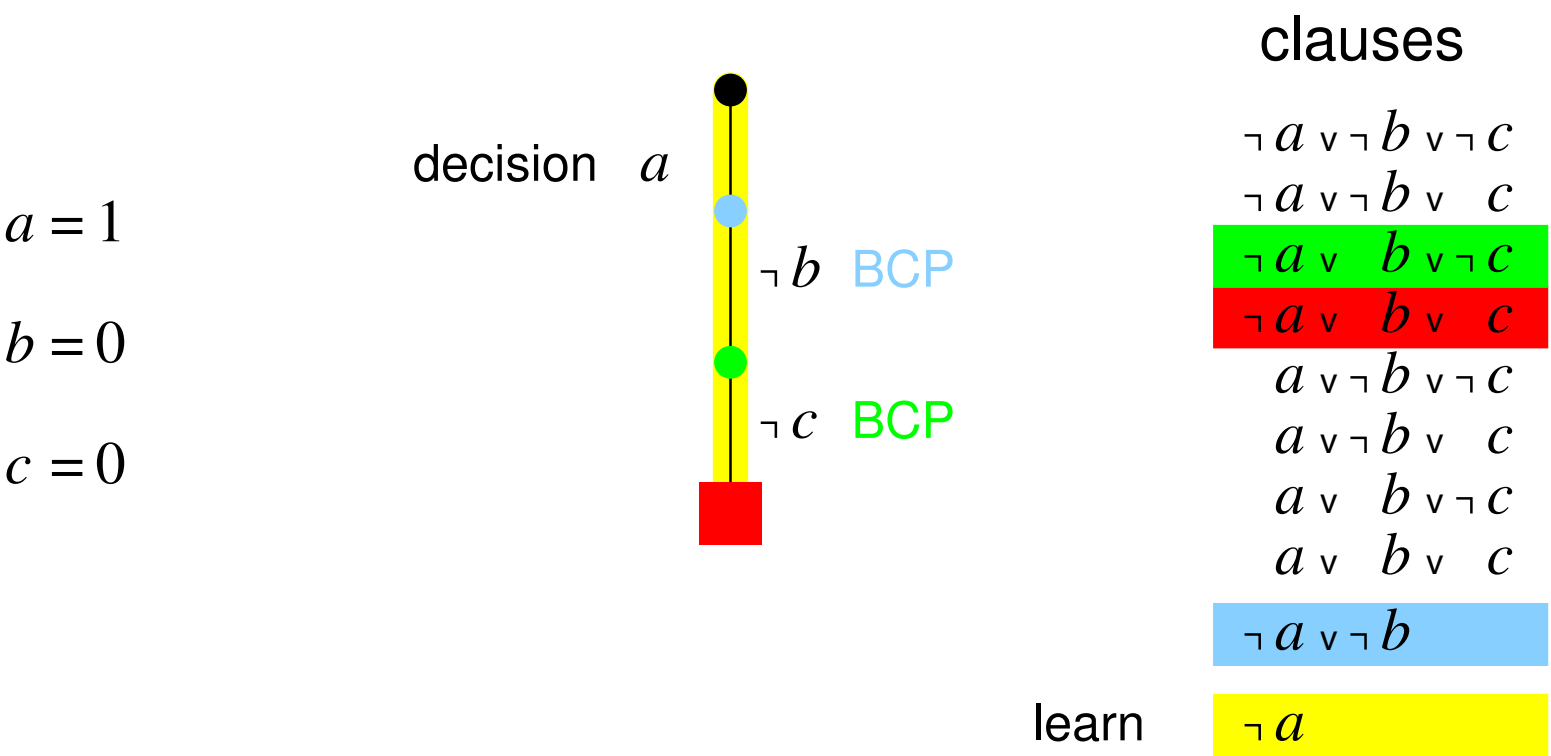 clauses
¬ a ∨ ¬ b ∨ ¬ c
decision a
¬ a ∨ ¬ b ∨ c
a = 1
¬ b BCP
¬ a ∨ b ∨ ¬ c
¬ a ∨ b ∨ c
b = 0
a ∨ ¬ b ∨ ¬ c
¬ c BCP
a ∨ ¬ b ∨ c
c = 0
a ∨ b ∨ ¬ c
a ∨ b ∨ c
¬ a ∨ ¬ b
learn ¬ a